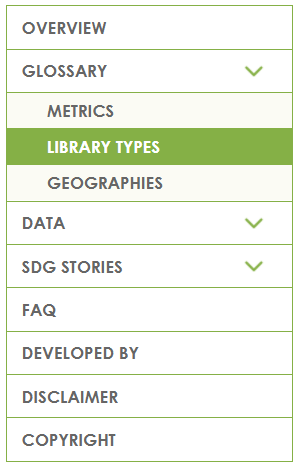 OVERVIEW
GLOSSARY
METRICS
LIBRARY TYPES
GEOGRAPHIES
DATA
SDG STORIES
FAQ
DEVELOPED BY
DISCLAIMER
COPYRIGHT